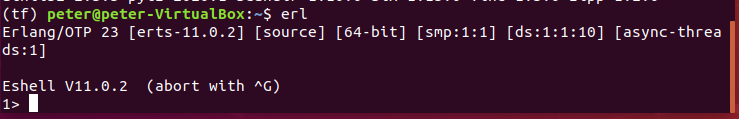 (tf) peter@peter-VirtualBox:~$ erl
Erlang/OTP 23 [erts-11.0.2] [source] [64-bit] [smp:1:1] [ds:1:1:10] [async-threa
ds:1]
Eshell V11.0.2  (abort with ^G)
1>